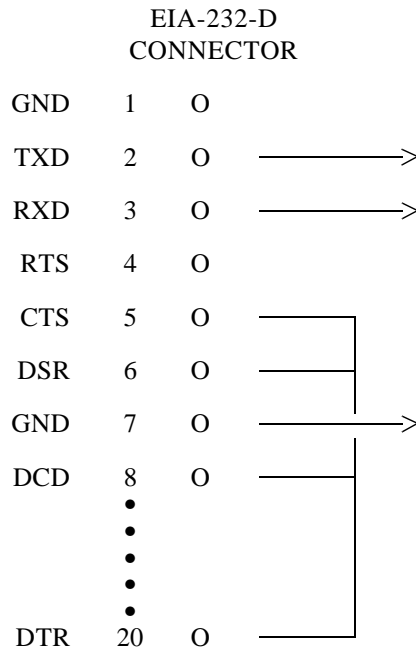 EIA-232-D
CONNECTOR
GND 1 O
TXD 2 O
RXD 3 O
RTS 4 O
CTS 5 O
DSR 6 O
GND 7 O
DCD 8 O
DTR 20 O